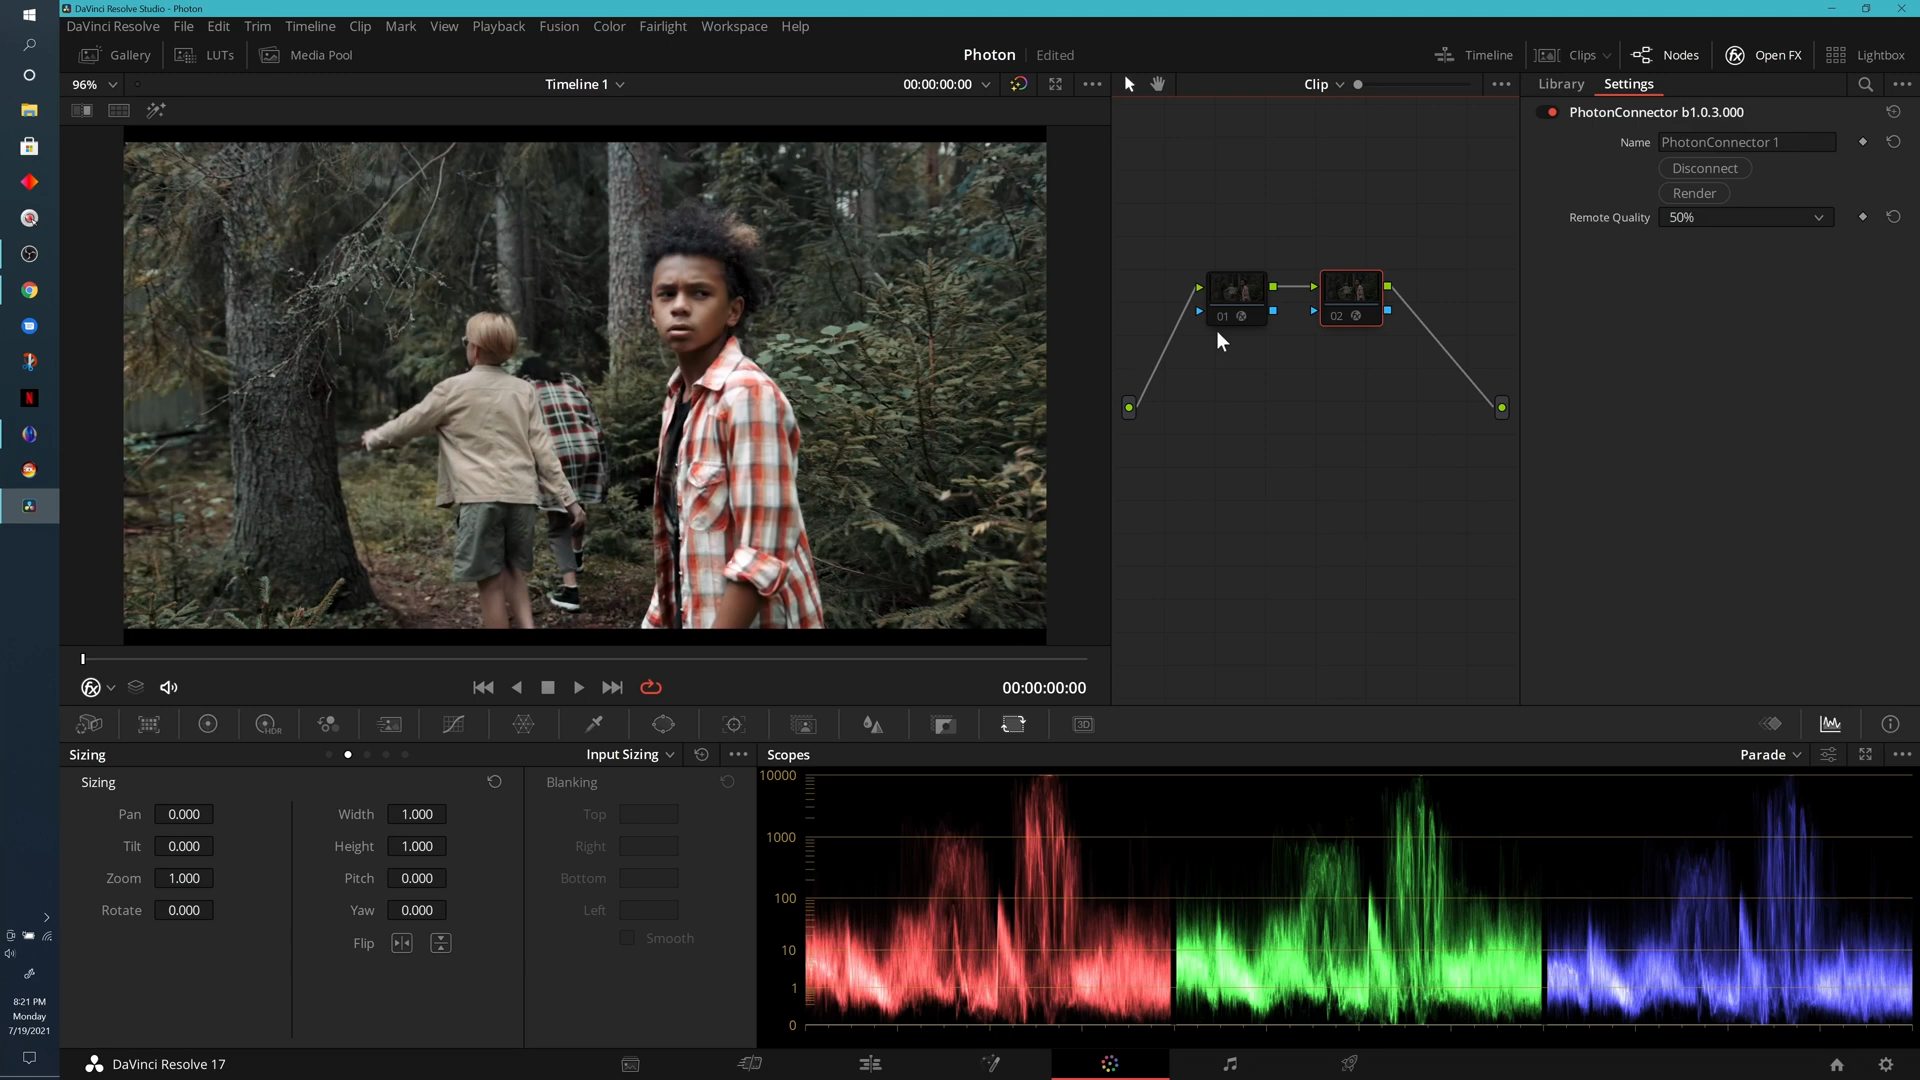 DaVinci Resolve Studio - Photon
DaVinci Resolve File Edit Trim Timeline Clip Mark View Playback Fusion Color Fairlight Workspace Help
Gallery LUTs Media Pool Photon Edited Timeline Clips Nodes Open FX Lightbox
96% Timeline 1 00:00:00:00 Clip Library Settings
PhotonConnector b1.0.3.000
Name PhotonConnector 1
Disconnect
Render
Remote Quality 50%
01 02
00:00:00:00
HDR
3D
Sizing Input Sizing Scopes Parade
Sizing Blanking
Pan 0.000 Width 1.000 Top
Tilt 0.000 Height 1.000 Right
Zoom 1.000 Pitch 0.000 Bottom
Rotate 0.000 Yaw 0.000 Left
Flip Smooth
10000
1000
100
10
1
0
8:21 PM
Monday
7/19/2021
DaVinci Resolve 17